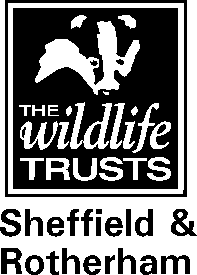 THE
wildlife
TRUSTS
Sheffield &
Rotherham